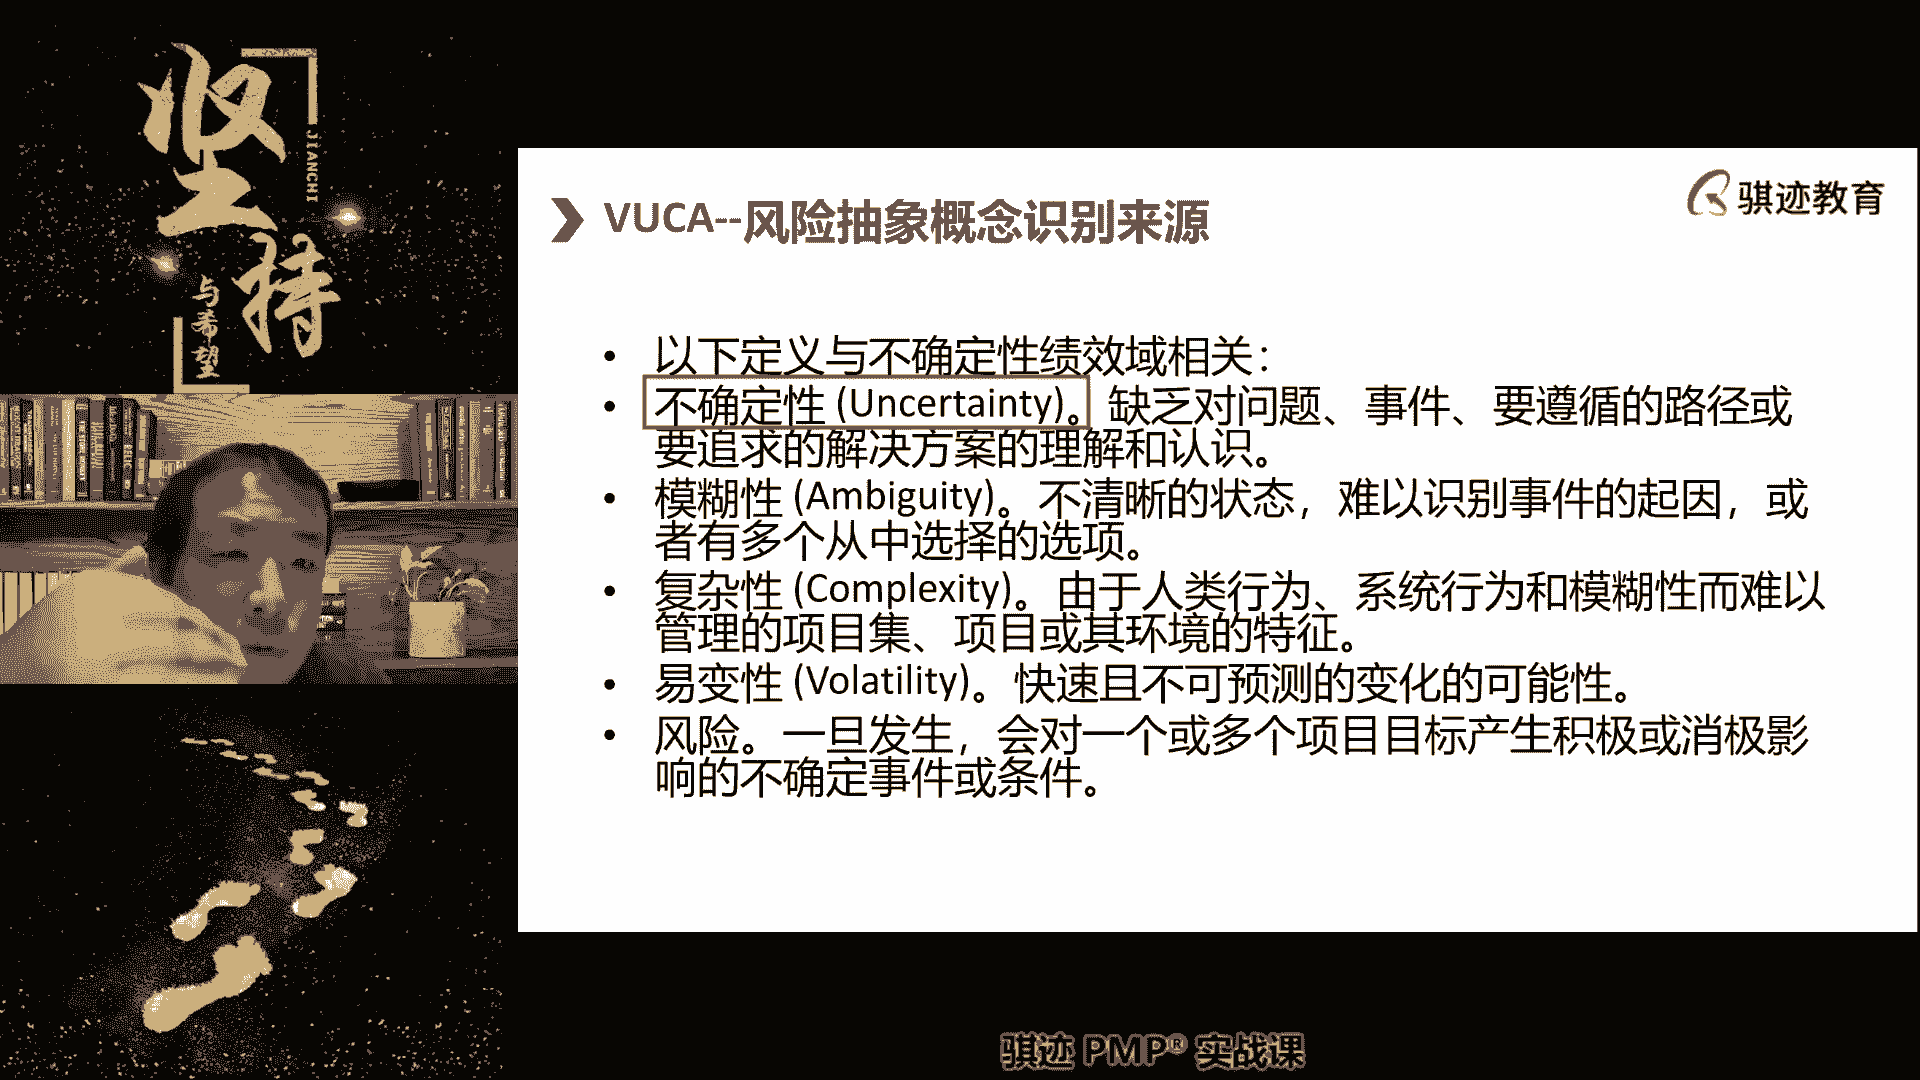 坚持
JIANCHI
与希望
骐迹教育
VUCA--风险抽象概念识别来源
• 以下定义与不确定性绩效域相关：
• 不确定性 (Uncertainty)。缺乏对问题、事件、要遵循的路径或
要追求的解决方案的理解和认识。
• 模糊性 (Ambiguity)。不清晰的状态，难以识别事件的起因，或
者有多个从中选择的选项。
• 复杂性 (Complexity)。由于人类行为、系统行为和模糊性而难以
管理的项目集、项目或其环境的特征。
• 易变性 (Volatility)。快速且不可预测的变化的可能性。
• 风险。一旦发生，会对一个或多个项目目标产生积极或消极影
响的不确定事件或条件。
骐迹 PMP® 实战课